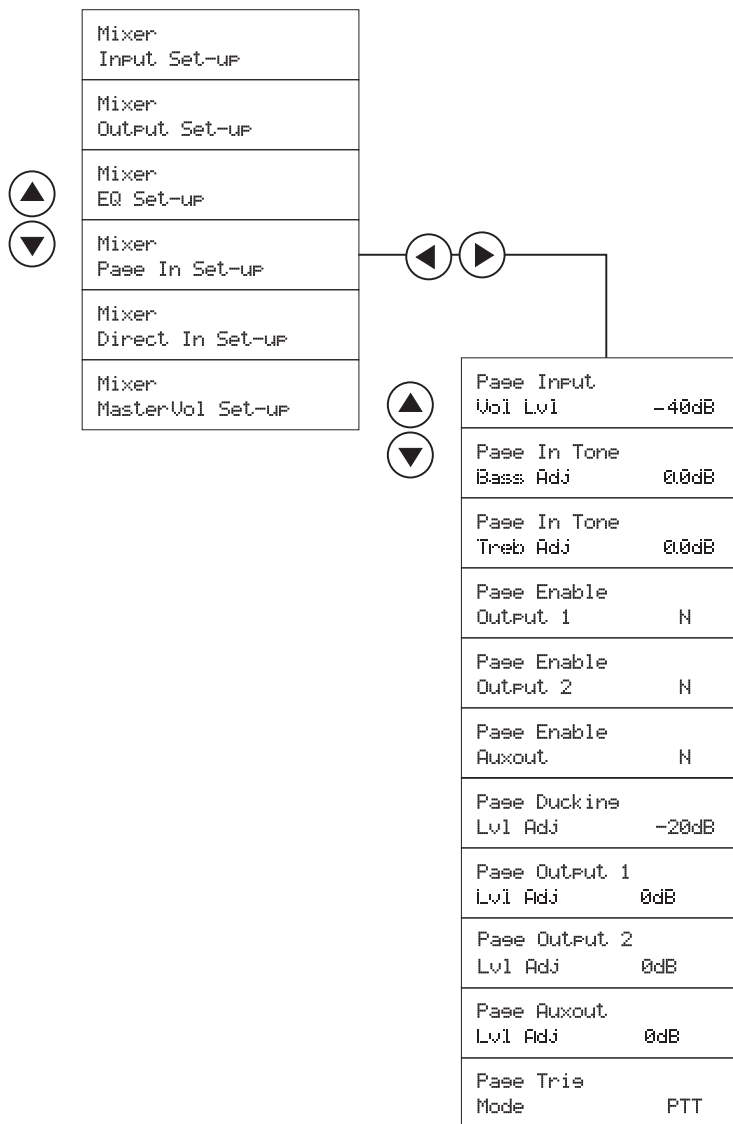 Mixer
Input Set-up
Mixer
Output Set-up
Mixer
EQ Set-up
Mixer
Page In Set-up
Mixer
Direct In Set-up
Mixer
MasterVol Set-up
Page Input
Vol Lvl -40dB
Page In Tone
Bass Adj 0.0dB
Page In Tone
Treb Adj 0.0dB
Page Enable
Output 1 N
Page Enable
Output 2 N
Page Enable
Auxout N
Page Ducking
Lvl Adj -20dB
Page Output 1
Lvl Adj 0dB
Page Output 2
Lvl Adj 0dB
Page Auxout
Lvl Adj 0dB
Page Trig
Mode PTT